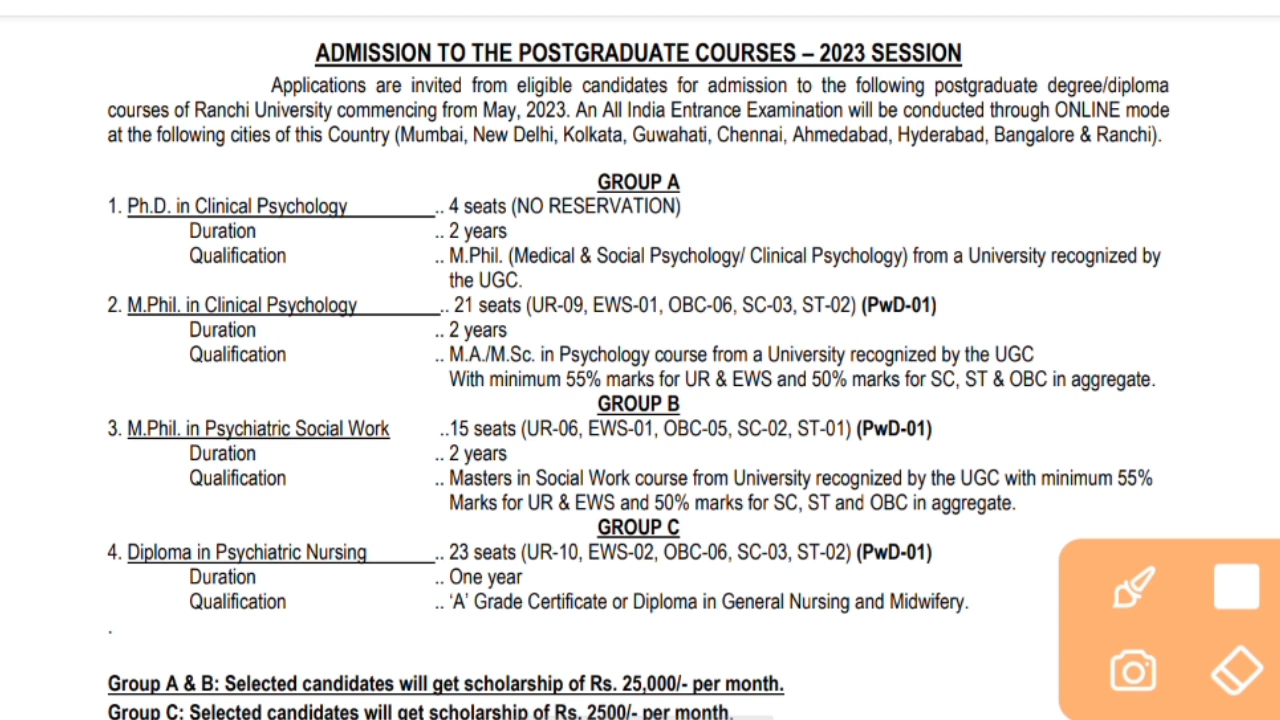 ADMISSION TO THE POSTGRADUATE COURSES – 2023 SESSION
Applications are invited from eligible candidates for admission to the following postgraduate degree/diploma
courses of Ranchi University commencing from May, 2023. An All India Entrance Examination will be conducted through ONLINE mode
at the following cities of this Country (Mumbai, New Delhi, Kolkata, Guwahati, Chennai, Ahmedabad, Hyderabad, Bangalore & Ranchi).
GROUP A
1. Ph.D. in Clinical Psychology .. 4 seats (NO RESERVATION)
Duration .. 2 years
Qualification .. M.Phil. (Medical & Social Psychology/ Clinical Psychology) from a University recognized by
the UGC.
2. M.Phil. in Clinical Psychology .. 21 seats (UR-09, EWS-01, OBC-06, SC-03, ST-02) (PwD-01)
Duration .. 2 years
Qualification .. M.A./M.Sc. in Psychology course from a University recognized by the UGC
With minimum 55% marks for UR & EWS and 50% marks for SC, ST & OBC in aggregate.
GROUP B
3. M.Phil. in Psychiatric Social Work ..15 seats (UR-06, EWS-01, OBC-05, SC-02, ST-01) (PwD-01)
Duration .. 2 years
Qualification .. Masters in Social Work course from University recognized by the UGC with minimum 55%
Marks for UR & EWS and 50% marks for SC, ST and OBC in aggregate.
GROUP C
4. Diploma in Psychiatric Nursing .. 23 seats (UR-10, EWS-02, OBC-06, SC-03, ST-02) (PwD-01)
Duration .. One year
Qualification .. ‘A’ Grade Certificate or Diploma in General Nursing and Midwifery.
.
Group A & B: Selected candidates will get scholarship of Rs. 25,000/- per month.
Group C: Selected candidates will get scholarship of Rs. 2500/- per month.